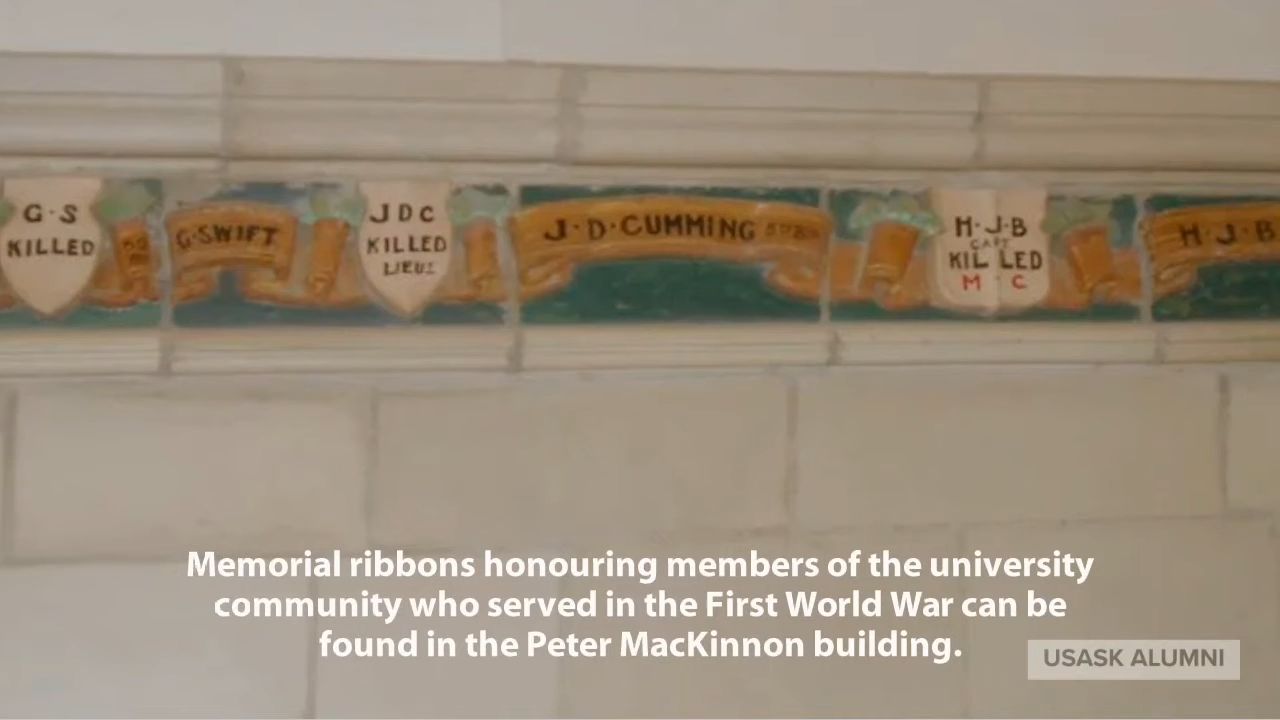 G·S
KILLED
G·SWIFT
JDC
KILLED
LIEUT
J·D·CUMMING
H·J·B
CAPT
KILLED
M C
H·J·B
Memorial ribbons honouring members of the university
community who served in the First World War can be
found in the Peter MacKinnon building.
USASK ALUMNI